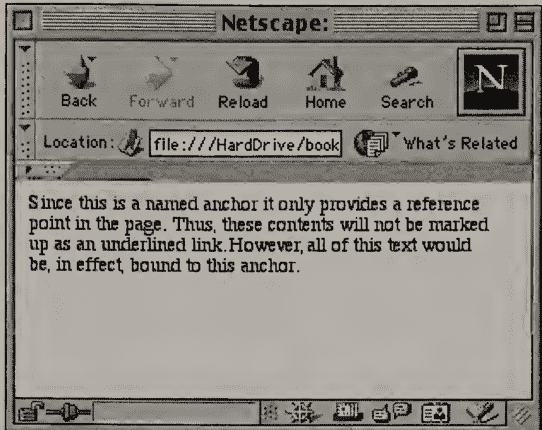 Netscape:
Back Forward Reload Home Search N
Location: file:///HardDrive/book What's Related
Since this is a named anchor it only provides a reference
point in the page. Thus, these contents will not be marked
up as an underlined link. However, all of this text would
be, in effect, bound to this anchor.